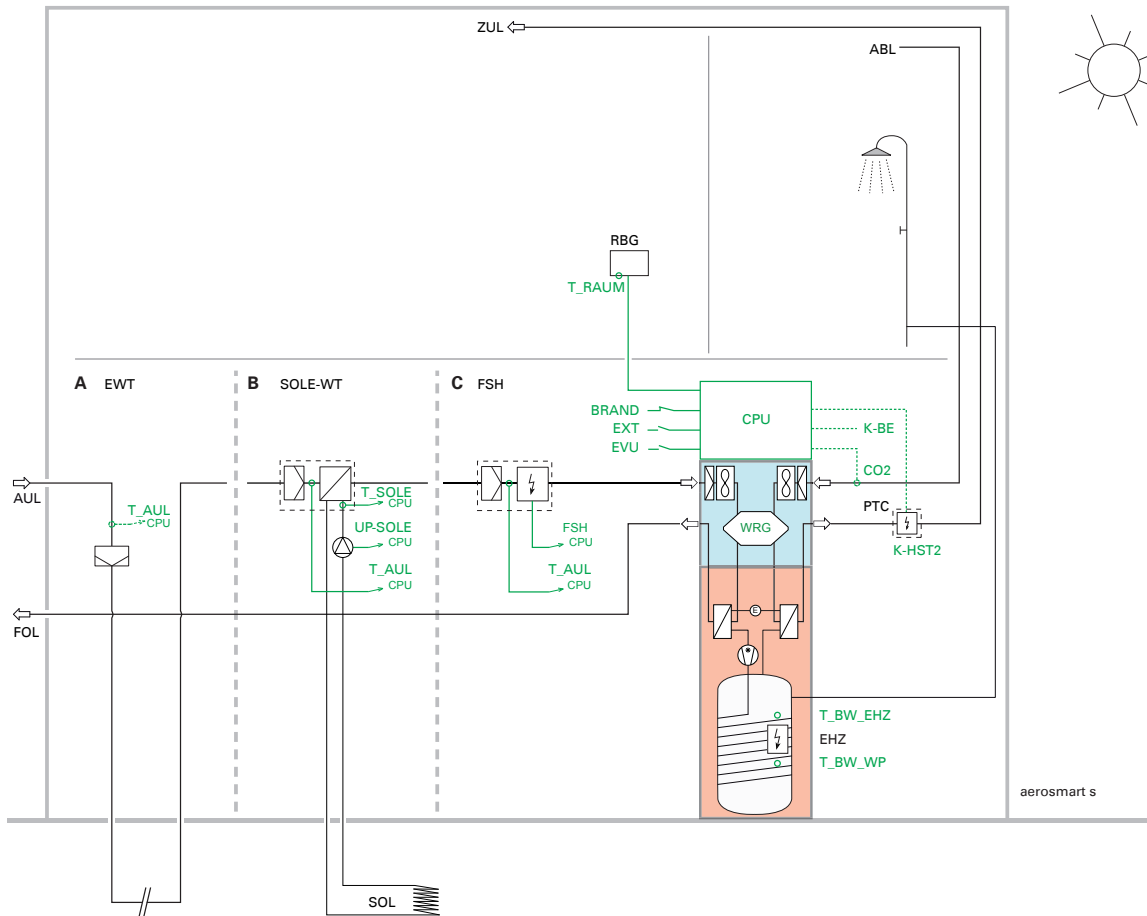 ZUL
ABL
RBG
T_RAUM
A EWT
B SOLE-WT
C FSH
BRAND
EXT
EVU
CPU
K-BE
CO2
AUL
T_AUL
CPU
T_SOLE
CPU
UP-SOLE
CPU
T_AUL
CPU
FSH
CPU
T_AUL
CPU
WRG
PTC
K-HST2
FOL
E
T_BW_EHZ
EHZ
T_BW_WP
aerosmart s
SOL